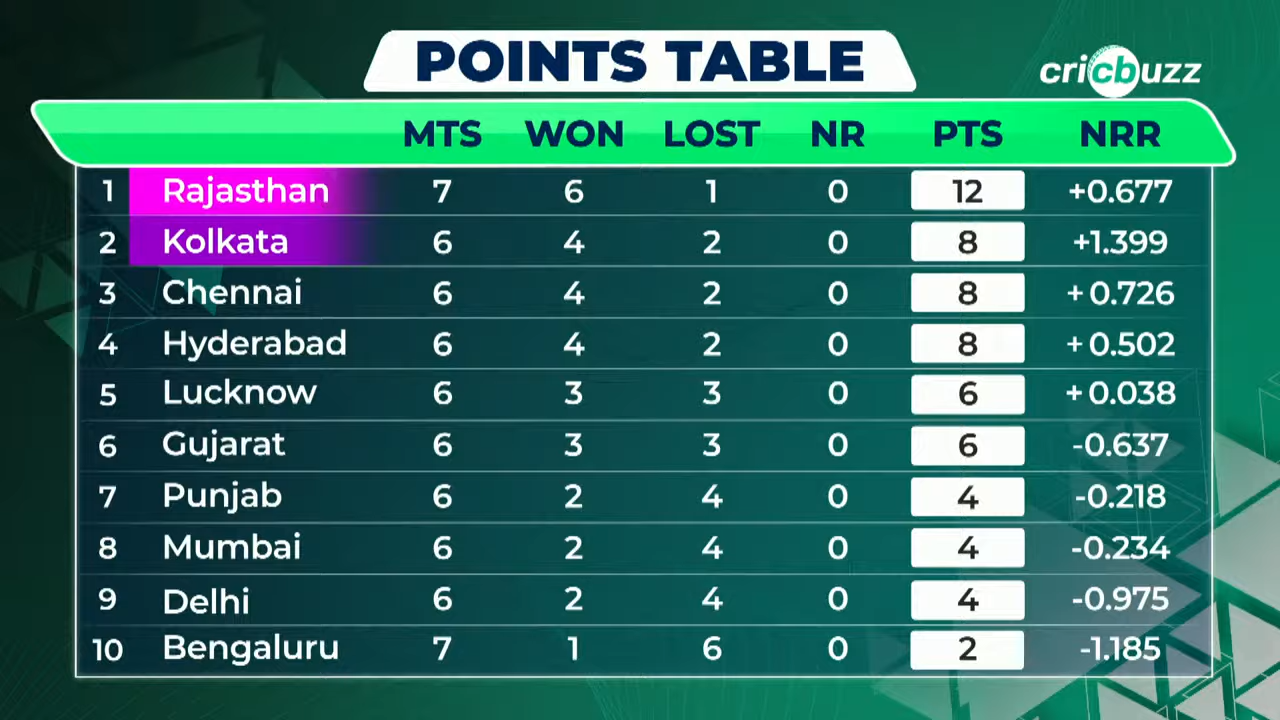 POINTS TABLE
cricbuzz
MTS WON LOST NR PTS NRR
1 Rajasthan 7 6 1 0 12 +0.677
2 Kolkata 6 4 2 0 8 +1.399
3 Chennai 6 4 2 0 8 +0.726
4 Hyderabad 6 4 2 0 8 +0.502
5 Lucknow 6 3 3 0 6 +0.038
6 Gujarat 6 3 3 0 6 -0.637
7 Punjab 6 2 4 0 4 -0.218
8 Mumbai 6 2 4 0 4 -0.234
9 Delhi 6 2 4 0 4 -0.975
10 Bengaluru 7 1 6 0 2 -1.185